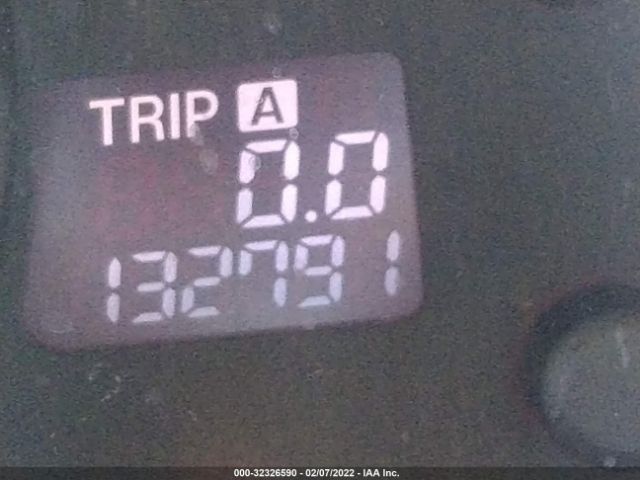 TRIP A
0.0
132791
000-32326590 - 02/07/2022 - IAA Inc.